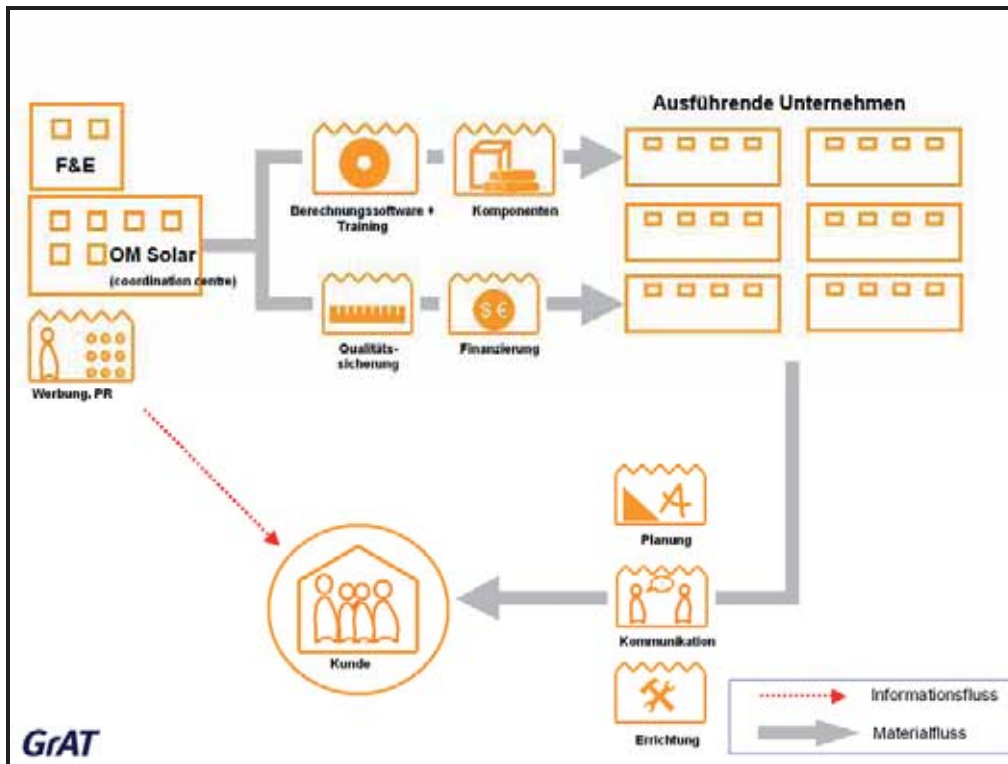 Ausführende Unternehmen
F&E
OM Solar
(coordination centre)
Werbung, PR
Berechnungssoftware +
Training
Komponenten
Qualitäts-
sicherung
Finanzierung
$ €
Planung
Kommunikation
Errichtung
Kunde
Informationsfluss
Materialfluss
GrAT